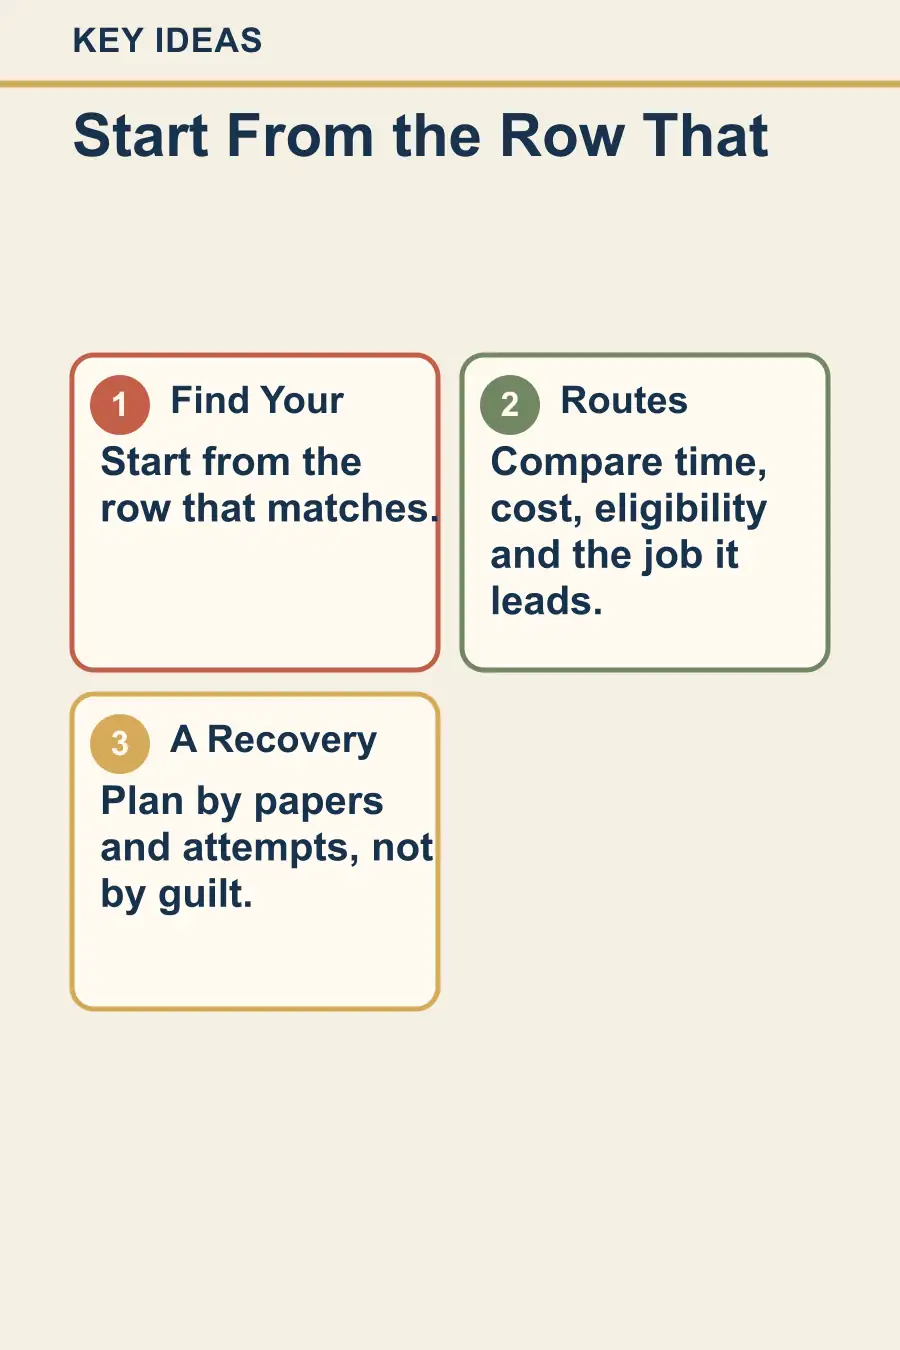 KEY IDEAS
Start From the Row That
1 Find Your
Start from the
row that matches.
2 Routes
Compare time,
cost, eligibility
and the job it
leads.
3 A Recovery
Plan by papers
and attempts, not
by guilt.